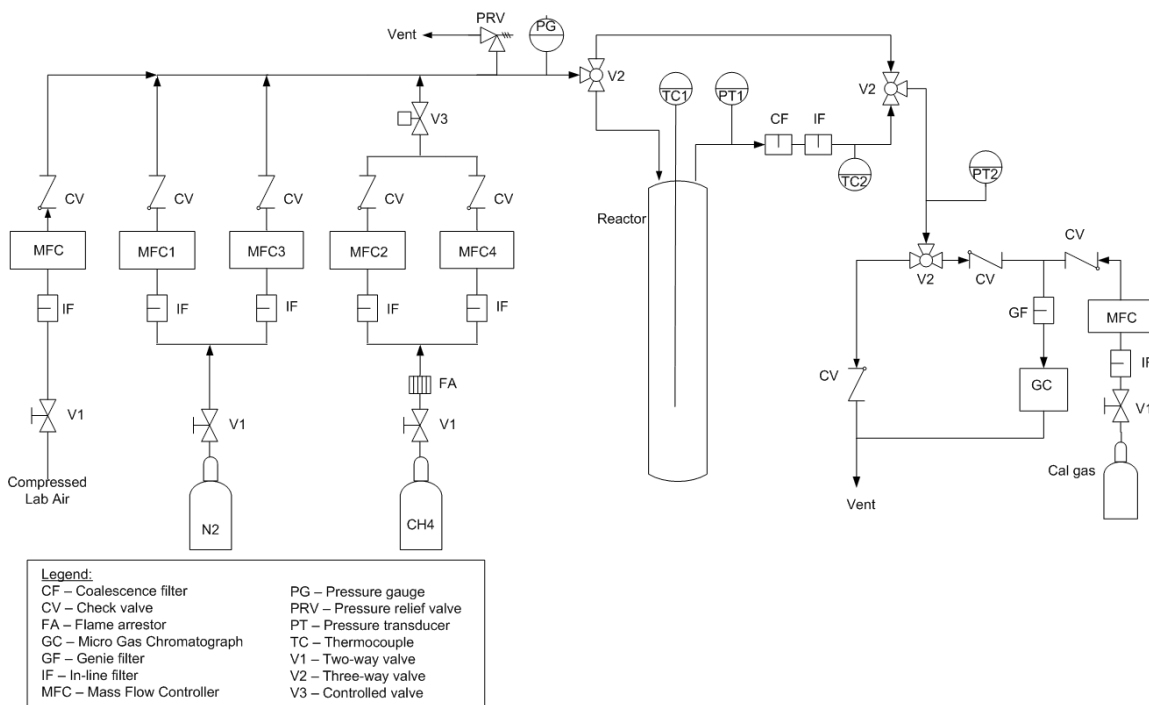 PRV
Vent
PG
V2
V2
TC1
PT1
CF
IF
V3
TC2
PT2
CV
CV
CV
CV
CV
Reactor
CV
MFC
MFC1
MFC3
MFC2
MFC4
V2
CV
IF
IF
IF
IF
IF
GF
MFC
IF
CV
GC
FA
V1
V1
V1
V1
Compressed
Lab Air
N2
CH4
Vent
Cal gas
Legend:
CF – Coalescence filter
CV – Check valve
FA – Flame arrestor
GC – Micro Gas Chromatograph
GF – Genie filter
IF – In-line filter
MFC – Mass Flow Controller
PG – Pressure gauge
PRV – Pressure relief valve
PT – Pressure transducer
TC – Thermocouple
V1 – Two-way valve
V2 – Three-way valve
V3 – Controlled valve